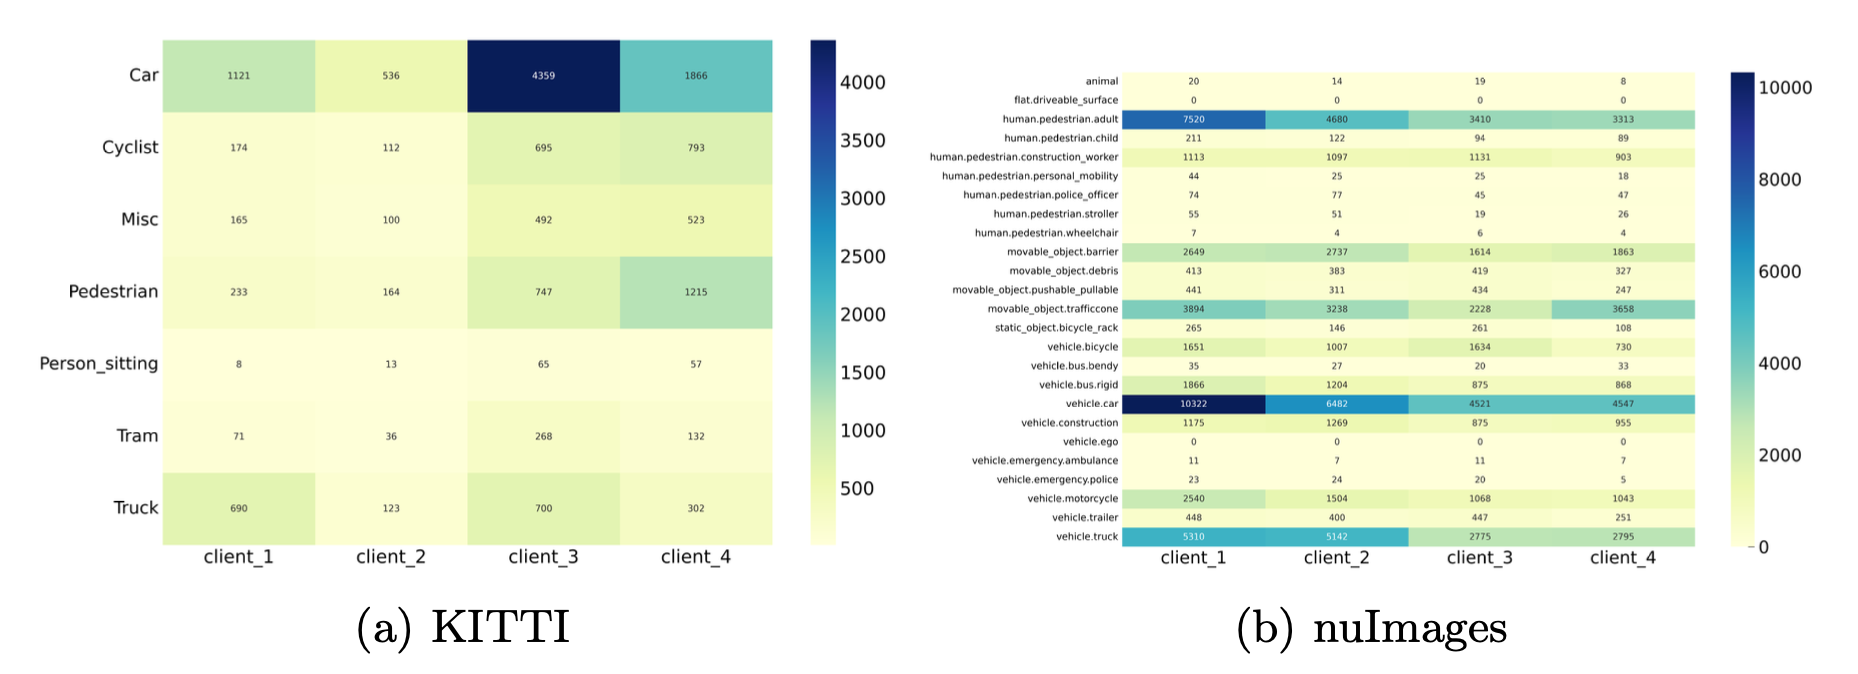 Car 1121 536 4359 1866
Cyclist 174 112 695 793
Misc 165 100 492 523
Pedestrian 233 164 747 1215
Person_sitting 8 13 65 57
Tram 71 36 268 132
Truck 690 123 700 302
client_1 client_2 client_3 client_4
4000
3500
3000
2500
2000
1500
1000
500
(a) KITTI
animal 20 14 19 8
flat.driveable_surface 0 0 0 0
human.pedestrian.adult 7520 4680 3410 3313
human.pedestrian.child 211 122 94 89
human.pedestrian.construction_worker 1113 1097 1131 903
human.pedestrian.personal_mobility 44 25 25 18
human.pedestrian.police_officer 74 77 45 47
human.pedestrian.stroller 55 51 19 26
human.pedestrian.wheelchair 7 4 6 4
movable_object.barrier 2649 2737 1614 1863
movable_object.debris 413 383 419 327
movable_object.pushable_pullable 441 311 434 247
movable_object.trafficcone 3894 3238 2228 3658
static_object.bicycle_rack 265 146 261 108
vehicle.bicycle 1651 1007 1634 730
vehicle.bus.bendy 35 27 20 33
vehicle.bus.rigid 1866 1204 875 868
vehicle.car 10322 6482 4521 4547
vehicle.construction 1175 1269 875 955
vehicle.ego 0 0 0 0
vehicle.emergency.ambulance 11 7 11 7
vehicle.emergency.police 23 24 20 5
vehicle.motorcycle 2540 1504 1068 1043
vehicle.trailer 448 400 447 251
vehicle.truck 5310 5142 2775 2795
client_1 client_2 client_3 client_4
10000
8000
6000
4000
2000
0
(b) nuImages